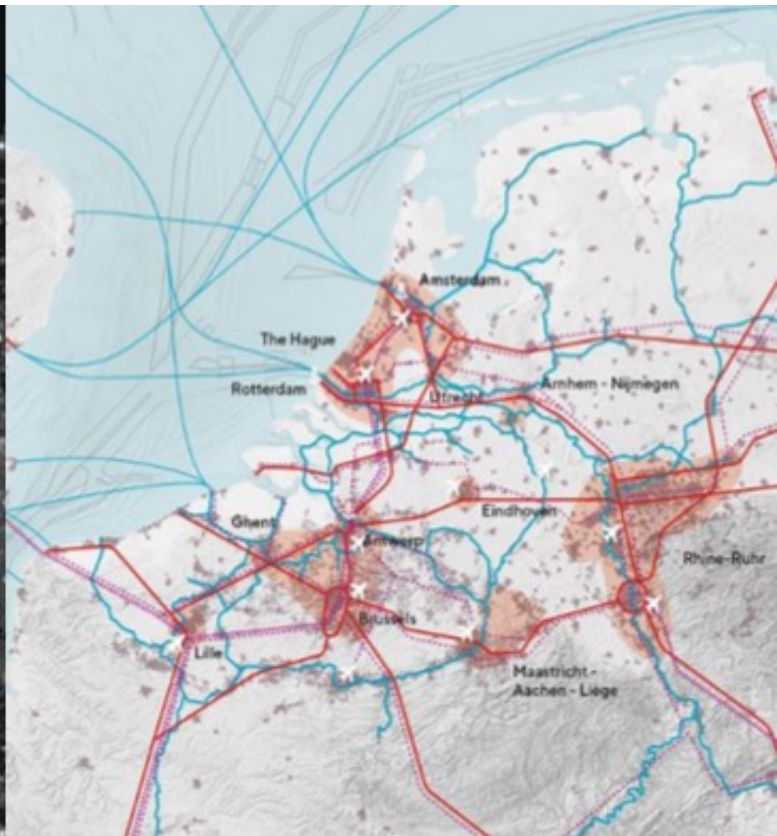 Amsterdam
The Hague
Rotterdam
Utrecht
Arnhem - Nijmegen
Ghent
Antwerp
Eindhoven
Rhine-Ruhr
Brussels
Lille
Maastricht -
Aachen - Liege